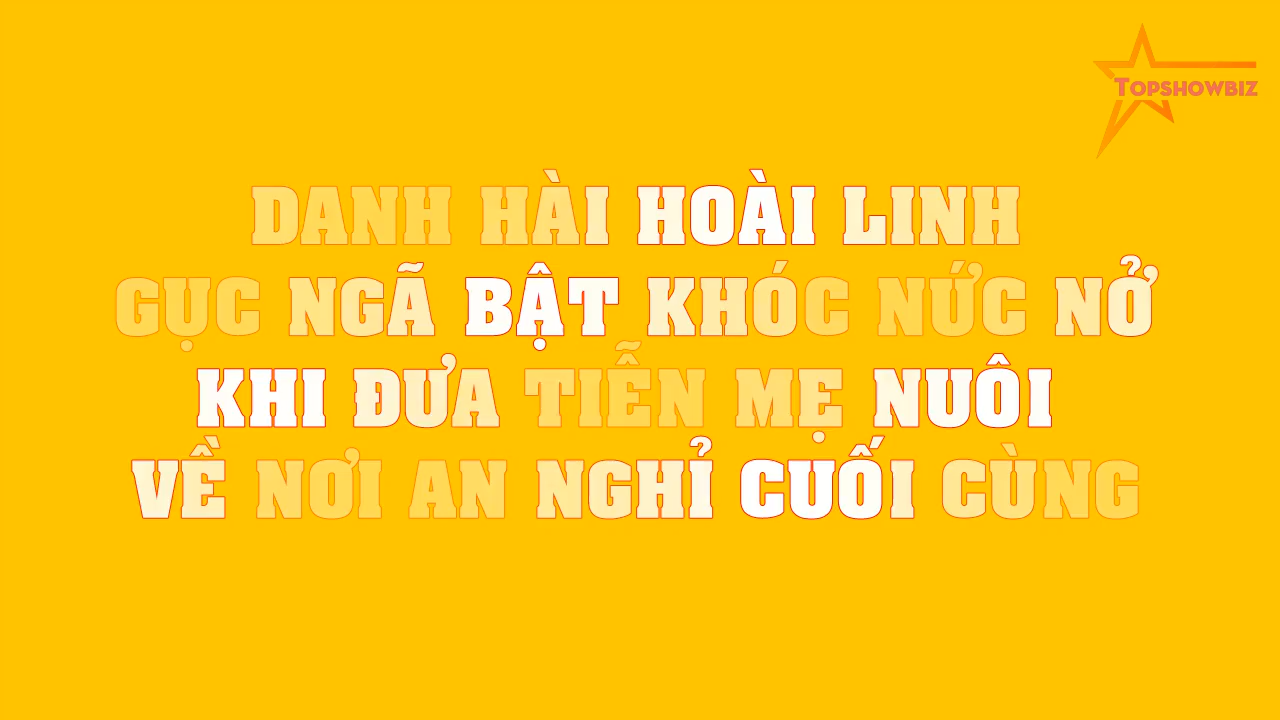 TOPSHOWBIZ
DANH HÀI HOÀI LINH
GỤC NGÃ BẬT KHÓC NỨC NỞ
KHI ĐƯA TIỄN MẸ NUÔI
VỀ NƠI AN NGHỈ CUỐI CÙNG